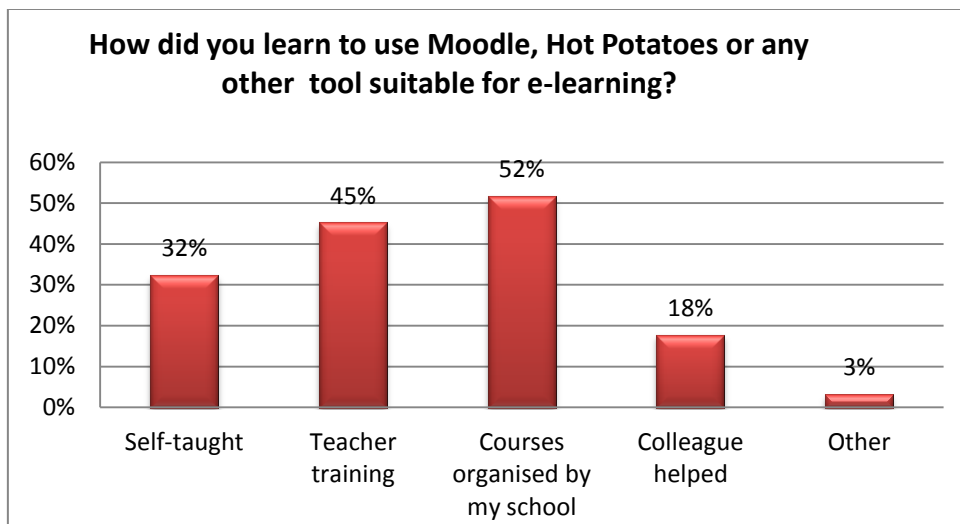 How did you learn to use Moodle, Hot Potatoes or any
other tool suitable for e-learning?
60%
50%
40%
30%
20%
10%
0%
32%
45%
52%
18%
3%
Self-taught
Teacher
training
Courses
organised by
my school
Colleague
helped
Other